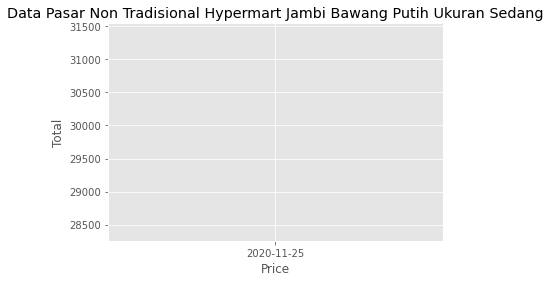 Data Pasar Non Tradisional Hypermart Jambi Bawang Putih Ukuran Sedang
31500
31000
30500
30000
29500
29000
28500
Total
2020-11-25
Price